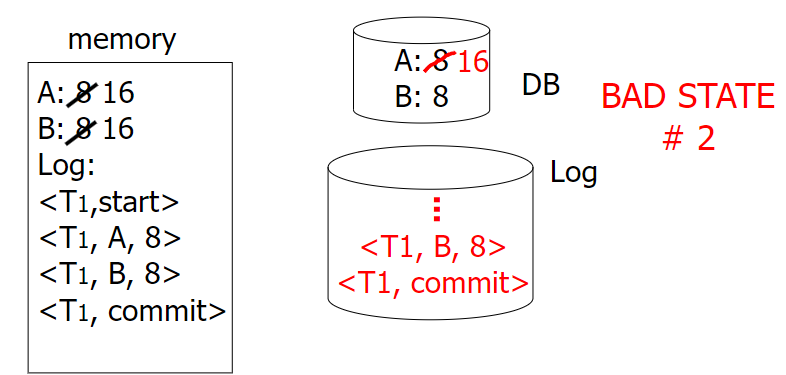 memory
A: 8 16
B: 8 16
Log:
<T1,start>
<T1, A, 8>
<T1, B, 8>
<T1, commit>
A: 8 16
B: 8
DB
BAD STATE
# 2
Log
<T1, B, 8>
<T1, commit>